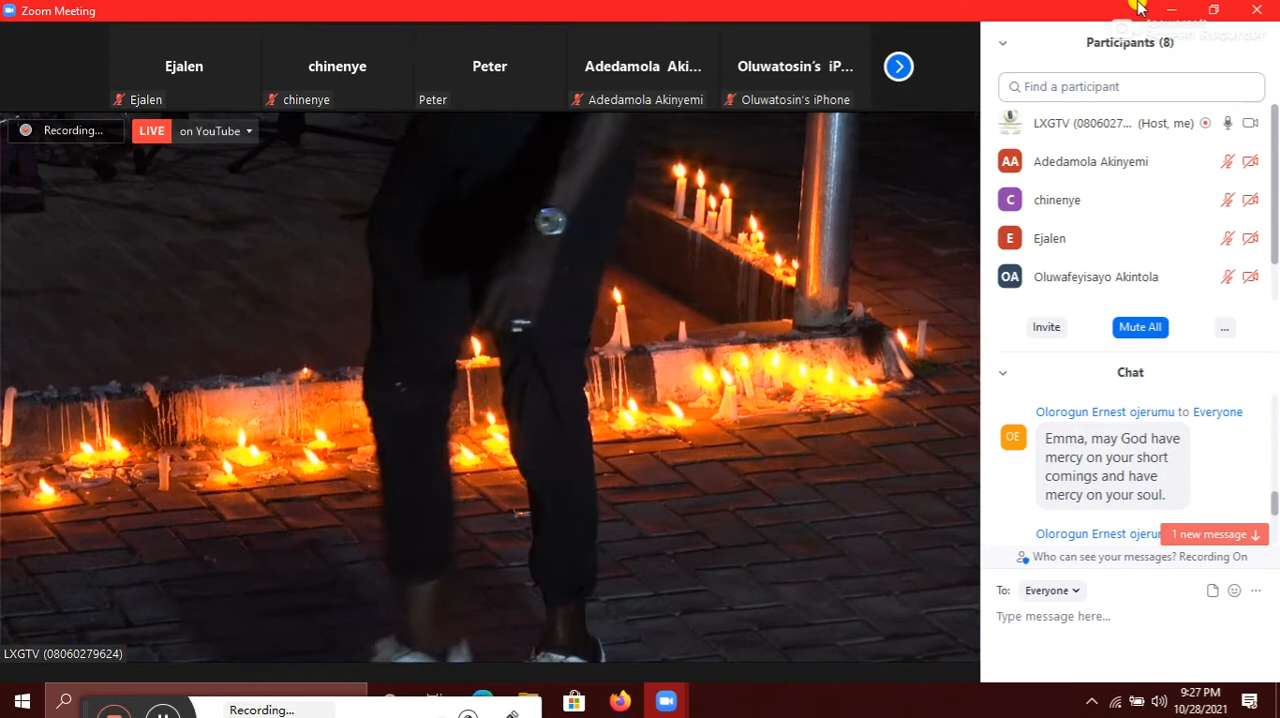 Zoom Meeting
Screen Recorder
Ejalen
chinenye
Peter
Adedamola Aki...
Oluwatosin's iP...
Ejalen
chinenye
Peter
Adedamola Akinyemi
Oluwatosin's iPhone
Recording...
LIVE
on YouTube
LXGTV (08060279624)
Participants (8)
Find a participant
LXGTV (0806027... (Host, me)
AA
Adedamola Akinyemi
C
chinenye
E
Ejalen
OA
Oluwafeyisayo Akintola
Invite
Mute All
...
Chat
Olorogun Ernest ojerumu to Everyone
OE
Emma, may God have
mercy on your short
comings and have
mercy on your soul.
Olorogun Ernest
1 new message
Who can see your messages? Recording On
To:
Everyone
Type message here...
Recording...
9:27 PM
10/28/2021